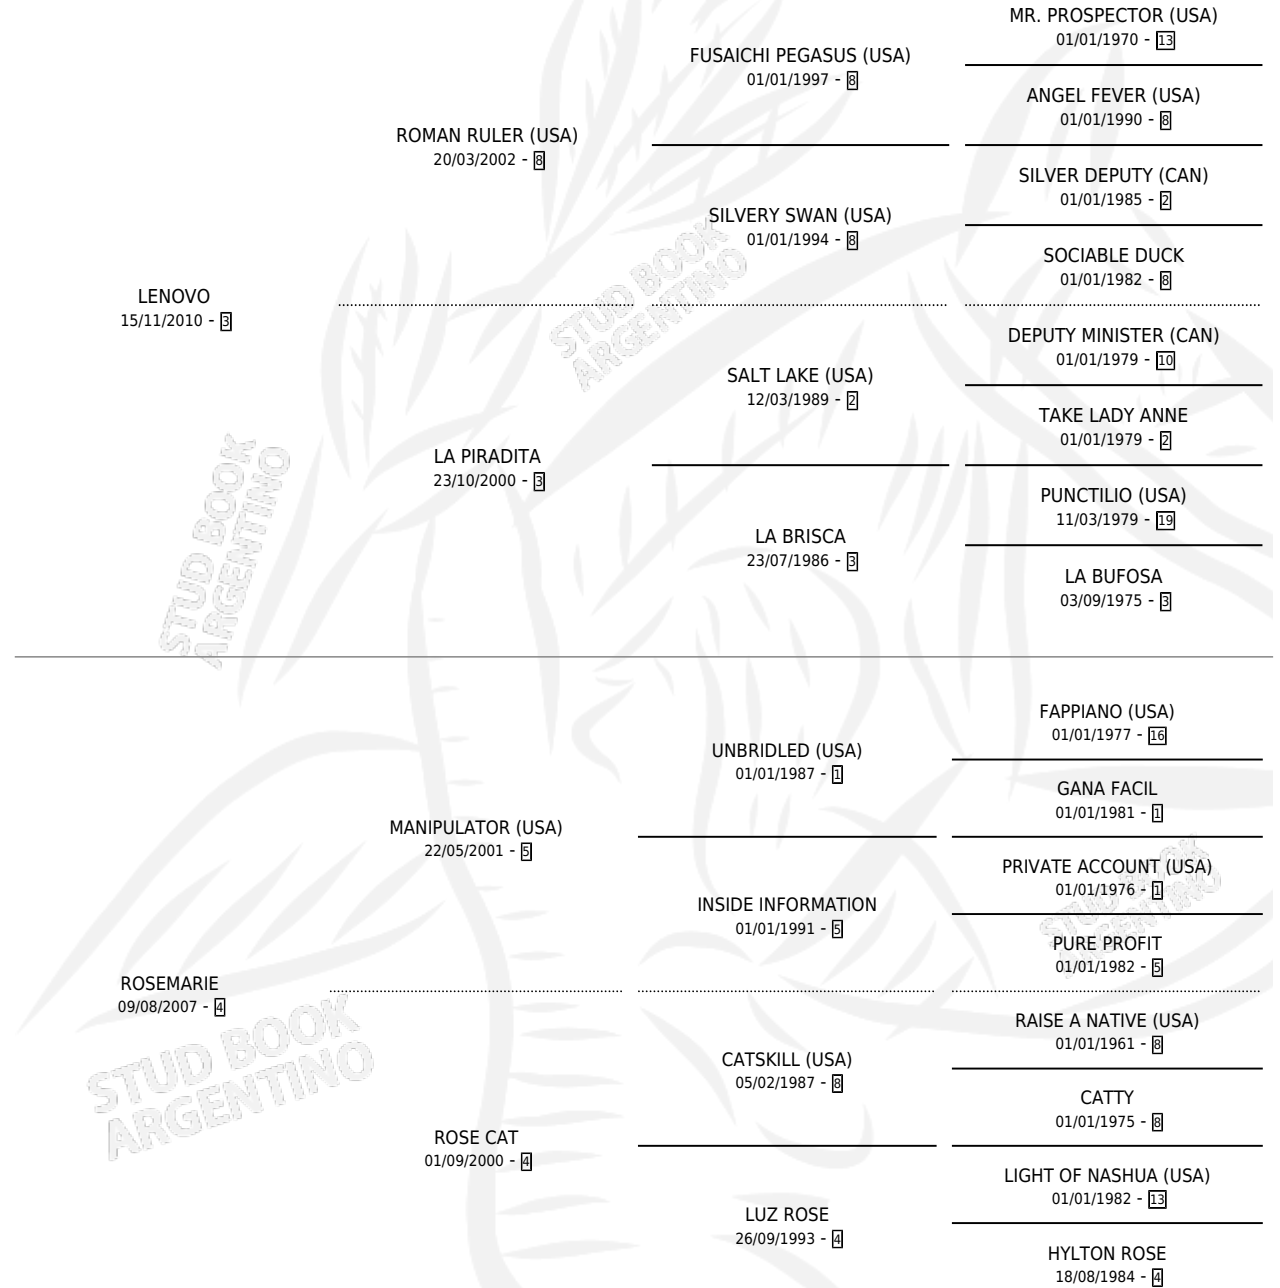 MR. PROSPECTOR (USA)
01/01/1970 - 13
FUSAICHI PEGASUS (USA)
01/01/1997 - 8
ANGEL FEVER (USA)
01/01/1990 - 8
ROMAN RULER (USA)
20/03/2002 - 8
SILVER DEPUTY (CAN)
01/01/1985 - 2
SILVERY SWAN (USA)
01/01/1994 - 8
SOCIABLE DUCK
01/01/1982 - 8
LENOVO
15/11/2010 - 3
DEPUTY MINISTER (CAN)
01/01/1979 - 10
SALT LAKE (USA)
12/03/1989 - 2
TAKE LADY ANNE
01/01/1979 - 2
LA PIRADITA
23/10/2000 - 3
PUNCTILIO (USA)
11/03/1979 - 19
LA BRISCA
23/07/1986 - 3
LA BUFOSA
03/09/1975 - 3
STUD BOOK
ARGENTINO
STUD BOOK
ARGENTINO
FAPPIANO (USA)
01/01/1977 - 16
UNBRIDLED (USA)
01/01/1987 - 1
GANA FACIL
01/01/1981 - 1
MANIPULATOR (USA)
22/05/2001 - 5
PRIVATE ACCOUNT (USA)
01/01/1976 - 1
INSIDE INFORMATION
01/01/1991 - 5
PURE PROFIT
01/01/1982 - 5
ROSEMARIE
09/08/2007 - 4
RAISE A NATIVE (USA)
01/01/1961 - 8
CATSKILL (USA)
05/02/1987 - 8
CATTY
01/01/1975 - 8
ROSE CAT
01/09/2000 - 4
LIGHT OF NASHUA (USA)
01/01/1982 - 13
LUZ ROSE
26/09/1993 - 4
HYLTON ROSE
18/08/1984 - 4
STUD BOOK
ARGENTINO
STUD BOOK
ARGENTINO